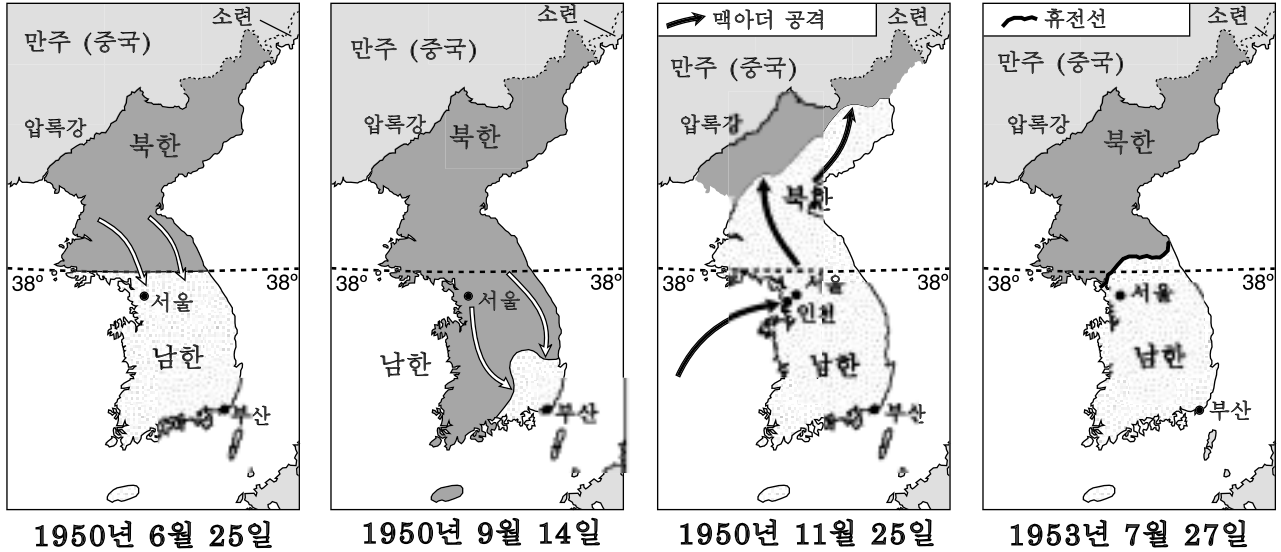 소련
만주 (중국)
압록강
북한
38°
38°
서울
남한
부산
1950년 6월 25일
소련
만주 (중국)
압록강
북한
38°
38°
서울
남한
부산
1950년 9월 14일
맥아더 공격
소련
만주 (중국)
압록강
북한
38°
38°
서울
인천
남한
부산
1950년 11월 25일
휴전선
소련
만주 (중국)
압록강
북한
38°
38°
서울
남한
부산
1953년 7월 27일